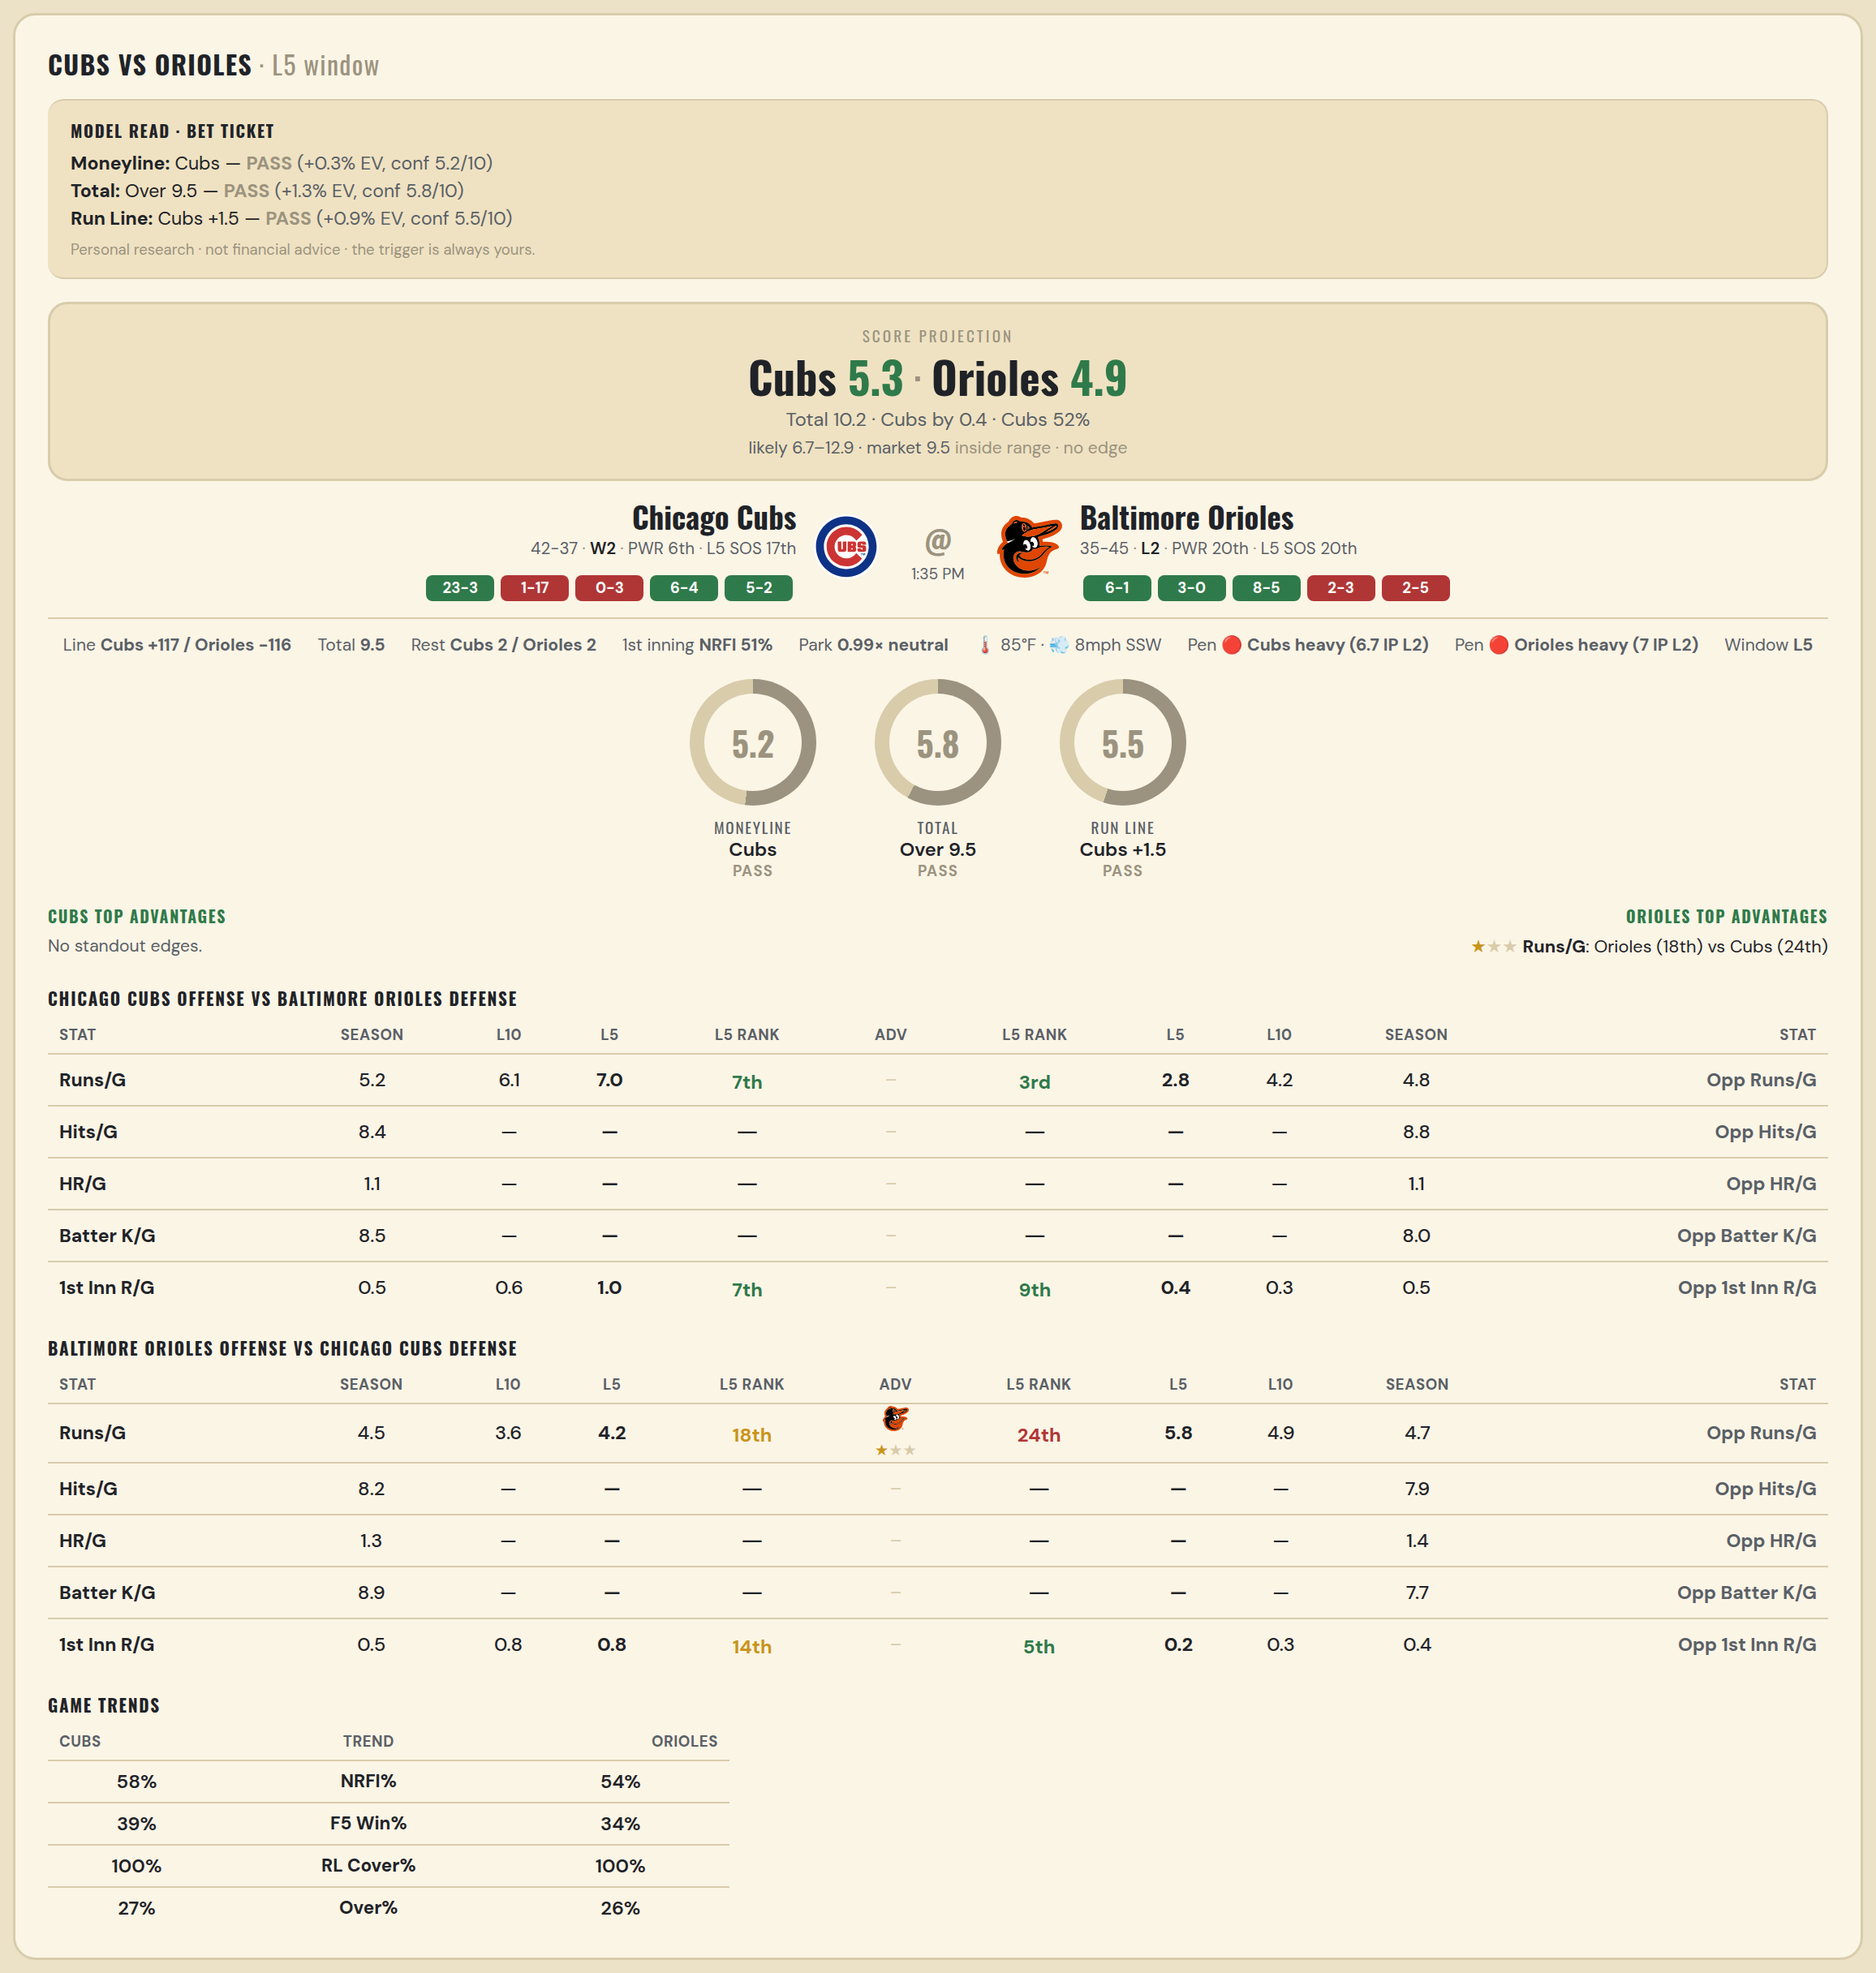 CUBS VS ORIOLES · L5 window
MODEL READ · BET TICKET
Moneyline: Cubs — PASS (+0.3% EV, conf 5.2/10)
Total: Over 9.5 — PASS (+1.3% EV, conf 5.8/10)
Run Line: Cubs +1.5 — PASS (+0.9% EV, conf 5.5/10)
Personal research · not financial advice · the trigger is always yours.
SCORE PROJECTION
Cubs 5.3 · Orioles 4.9
Total 10.2 · Cubs by 0.4 · Cubs 52%
likely 6.7–12.9 · market 9.5 inside range · no edge
Chicago Cubs
42-37 · W2 · PWR 6th · L5 SOS 17th
23-3 1-17 0-3 6-4 5-2
CUBS
@
1:35 PM
Baltimore Orioles
35-45 · L2 · PWR 20th · L5 SOS 20th
6-1 3-0 8-5 2-3 2-5
Line Cubs +117 / Orioles -116 Total 9.5 Rest Cubs 2 / Orioles 2 1st inning NRFI 51% Park 0.99× neutral 🌡️ 85°F · 💨 8mph SSW Pen 🔴 Cubs heavy (6.7 IP L2) Pen 🔴 Orioles heavy (7 IP L2) Window L5
5.2 5.8 5.5
MONEYLINE TOTAL RUN LINE
Cubs Over 9.5 Cubs +1.5
PASS PASS PASS
CUBS TOP ADVANTAGES
No standout edges.
ORIOLES TOP ADVANTAGES
★★★ Runs/G: Orioles (18th) vs Cubs (24th)
CHICAGO CUBS OFFENSE VS BALTIMORE ORIOLES DEFENSE
STAT SEASON L10 L5 L5 RANK ADV L5 RANK L5 L10 SEASON STAT
Runs/G 5.2 6.1 7.0 7th – 3rd 2.8 4.2 4.8 Opp Runs/G
Hits/G 8.4 — — — – — — — 8.8 Opp Hits/G
HR/G 1.1 — — — – — — — 1.1 Opp HR/G
Batter K/G 8.5 — — — – — — — 8.0 Opp Batter K/G
1st Inn R/G 0.5 0.6 1.0 7th – 9th 0.4 0.3 0.5 Opp 1st Inn R/G
BALTIMORE ORIOLES OFFENSE VS CHICAGO CUBS DEFENSE
STAT SEASON L10 L5 L5 RANK ADV L5 RANK L5 L10 SEASON STAT
Runs/G 4.5 3.6 4.2 18th ★★★ 24th 5.8 4.9 4.7 Opp Runs/G
Hits/G 8.2 — — — – — — — 7.9 Opp Hits/G
HR/G 1.3 — — — – — — — 1.4 Opp HR/G
Batter K/G 8.9 — — — – — — — 7.7 Opp Batter K/G
1st Inn R/G 0.5 0.8 0.8 14th – 5th 0.2 0.3 0.4 Opp 1st Inn R/G
GAME TRENDS
CUBS TREND ORIOLES
58% NRFI% 54%
39% F5 Win% 34%
100% RL Cover% 100%
27% Over% 26%